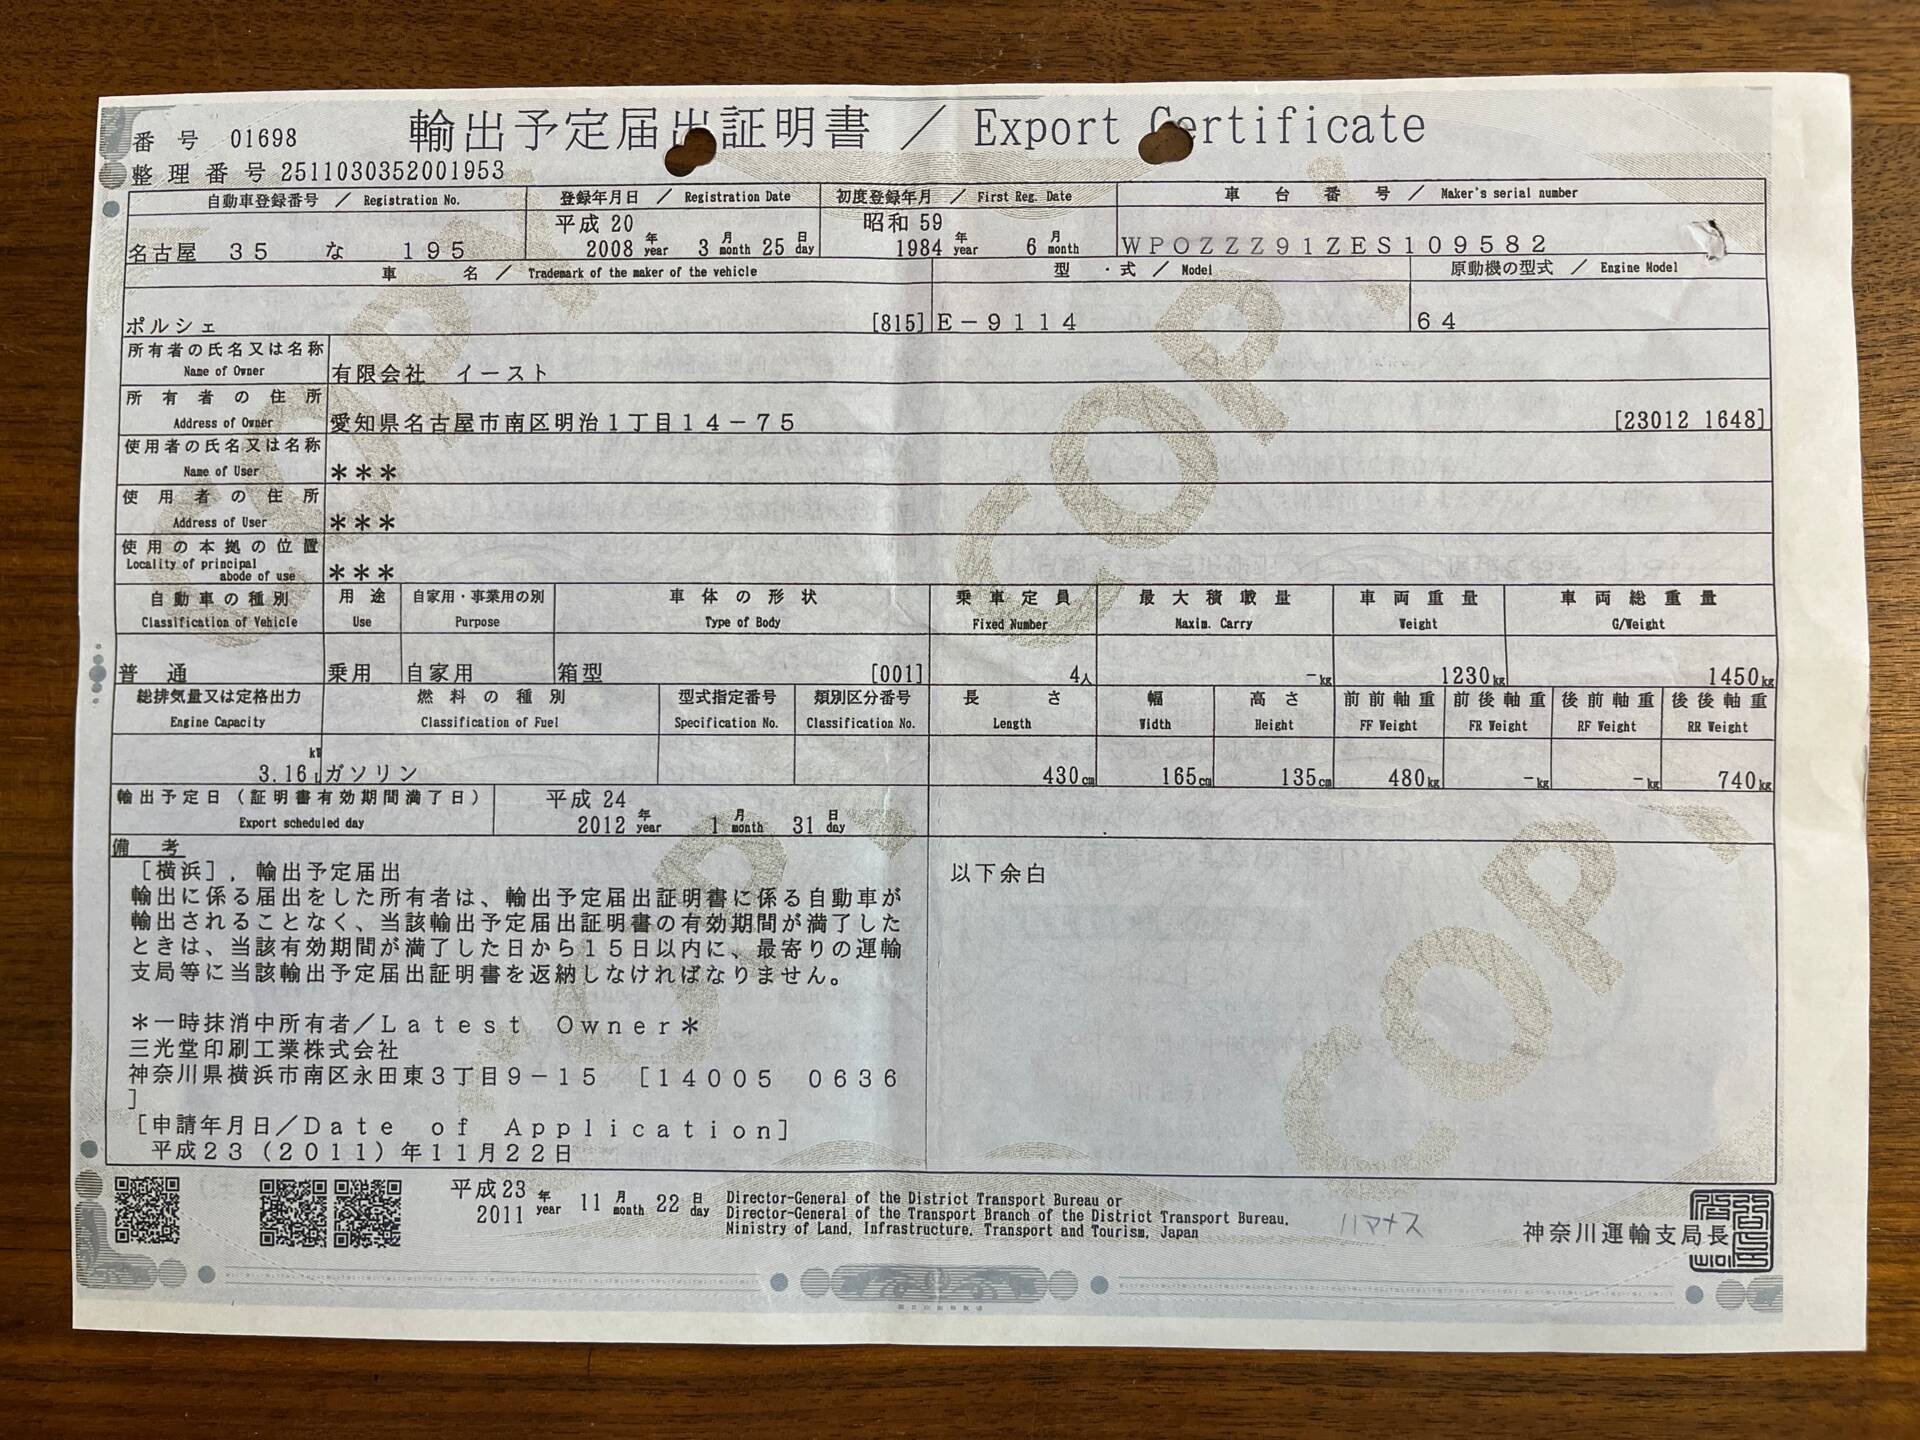 輸出予定届出証明書 ／ Export Certificate
番号 01698
整理番号 2511030352001953
自動車登録番号 ／ Registration No.
登録年月日 ／ Registration Date
初度登録年月 ／ First Reg. Date
車台番号 ／ Maker's serial number
名古屋 35 な 195
平成 20
2008 年 year 3 月 month 25 日 day
昭和 59
1984 年 year 6 月 month
WPOZZZ91ZES109582
車名 ／ Trademark of the maker of the vehicle
型・式 ／ Model
原動機の型式 ／ Engine Model
ポルシェ [815]
E－9114
64
所有者の氏名又は名称
Name of Owner
有限会社 イースト
所有者の住所
Address of Owner
愛知県名古屋市南区明治1丁目14－75 [23012 1648]
使用者の氏名又は名称
Name of User
＊＊＊
使用者の住所
Address of User
＊＊＊
使用の本拠の位置
Locality of principal abode of use
＊＊＊
自動車の種別
Classification of Vehicle
用途
Use
自家用・事業用の別
Purpose
車体の形状
Type of Body
乗車定員
Fixed Number
最大積載量
Maxim. Carry
車両重量
Weight
車両総重量
G/Weight
普通
乗用
自家用
箱型 [001]
4人
-kg
1230kg
1450kg
総排気量又は定格出力
Engine Capacity
燃料の種別
Classification of Fuel
型式指定番号
Specification No.
類別区分番号
Classification No.
長さ
Length
幅
Width
高さ
Height
前前軸重
FF Weight
前後軸重
FR Weight
後前軸重
RF Weight
後後軸重
RR Weight
kW
3.16 L
ガソリン
430cm
165cm
135cm
480kg
-kg
-kg
740kg
輸出予定日（証明書有効期間満了日）
Export scheduled day
平成 24
2012 年 year 1 月 month 31 日 day
備考
［横浜］，輸出予定届出
輸出に係る届出をした所有者は、輸出予定届出証明書に係る自動車が
輸出されることなく、当該輸出予定届出証明書の有効期間が満了した
ときは、当該有効期間が満了した日から15日以内に、最寄りの運輸
支局等に当該輸出予定届出証明書を返納しなければなりません。
＊一時抹消中所有者／Latest Owner＊
三光堂印刷工業株式会社
神奈川県横浜市南区永田東3丁目9－15 [14005 0636
]
［申請年月日／Date of Application］
平成23（2011）年11月22日
以下余白
平成23
2011 年 year 11 月 month 22 日 day
Director-General of the District Transport Bureau or
Director-General of the Transport Branch of the District Transport Bureau,
Ministry of Land, Infrastructure, Transport and Tourism, Japan
ハマナス
神奈川運輸支局長
COPY
COPY
COPY
COPY